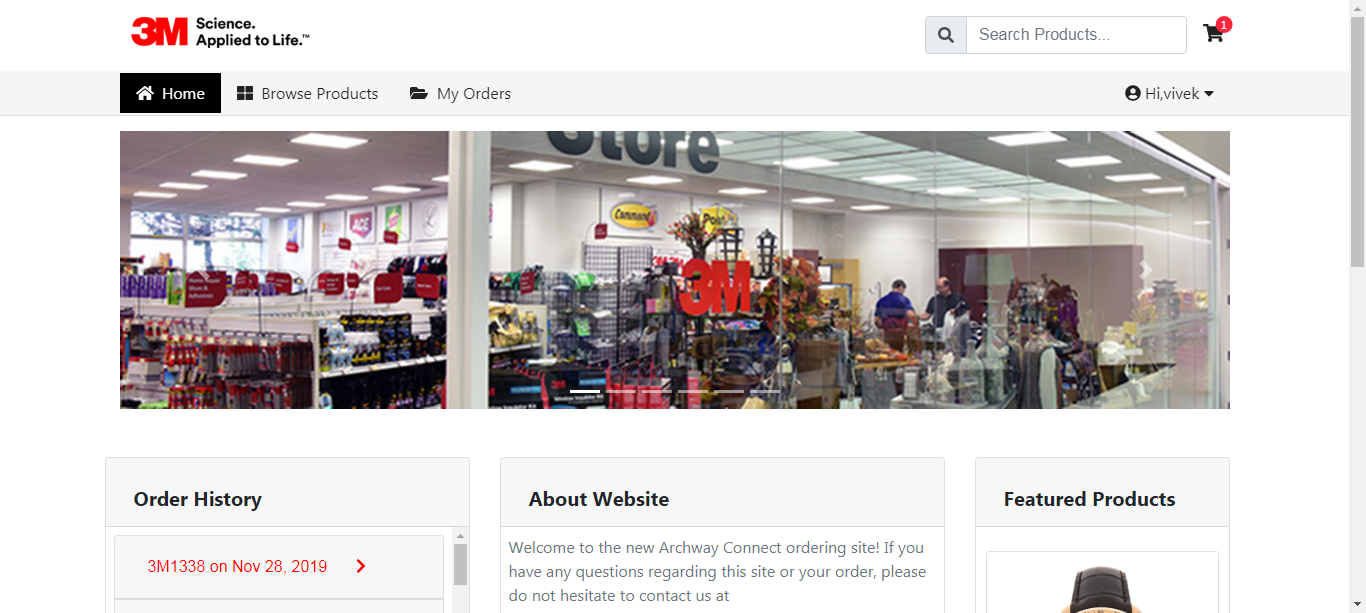 3M Science.
Applied to Life.™
Search Products...
1
Home
Browse Products
My Orders
Hi,vivek
Store
Command
3M
Order History
3M1338 on Nov 28, 2019
About Website
Welcome to the new Archway Connect ordering site! If you
have any questions regarding this site or your order, please
do not hesitate to contact us at
Featured Products